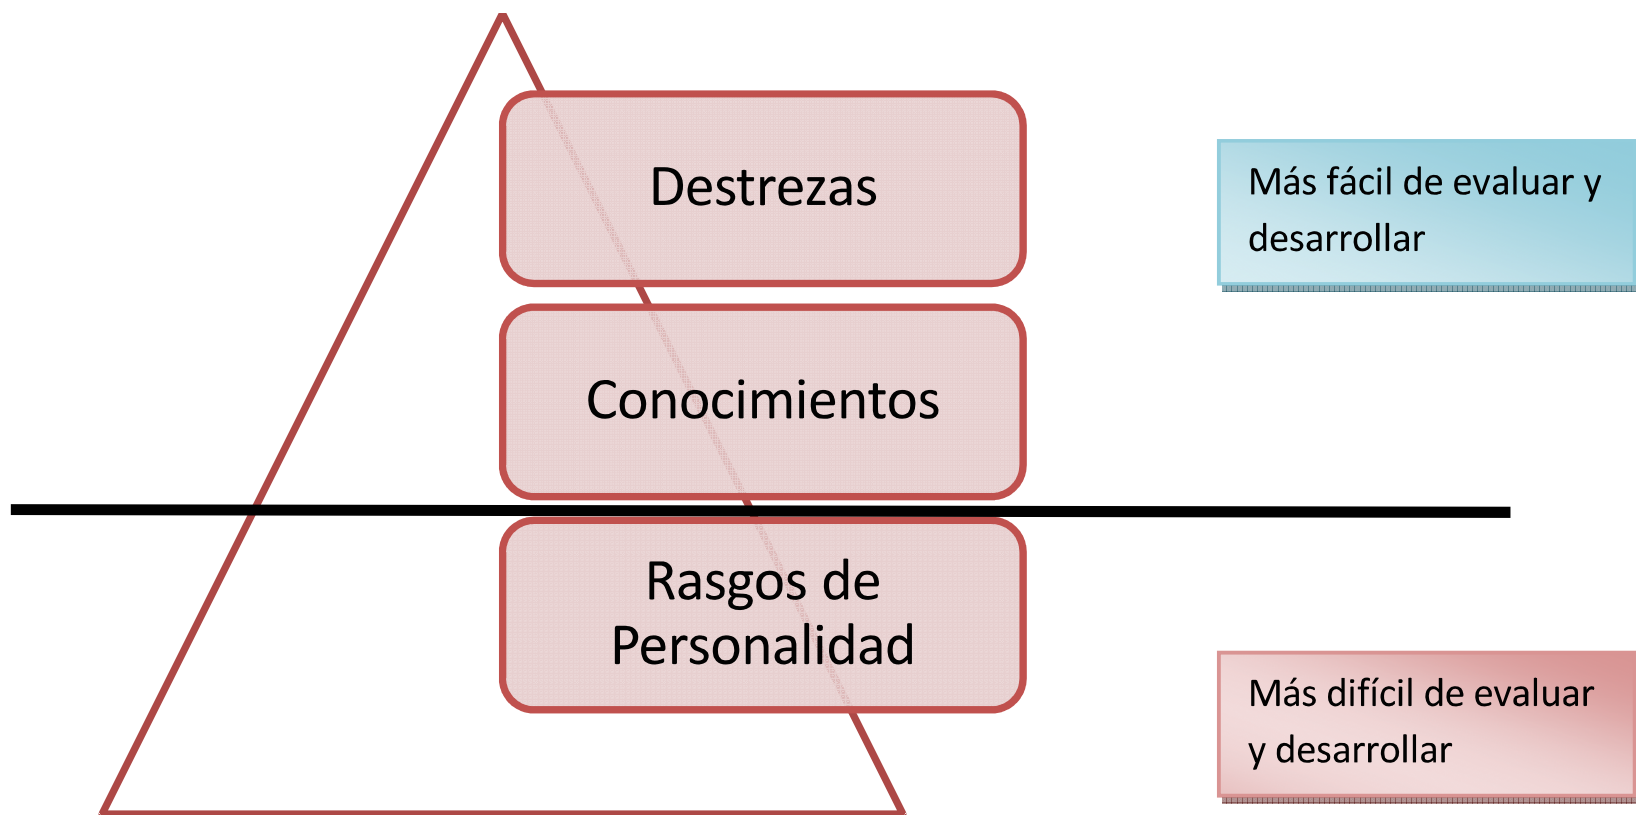 Destrezas
Más fácil de evaluar y
desarrollar
Conocimientos
Rasgos de
Personalidad
Más difícil de evaluar
y desarrollar